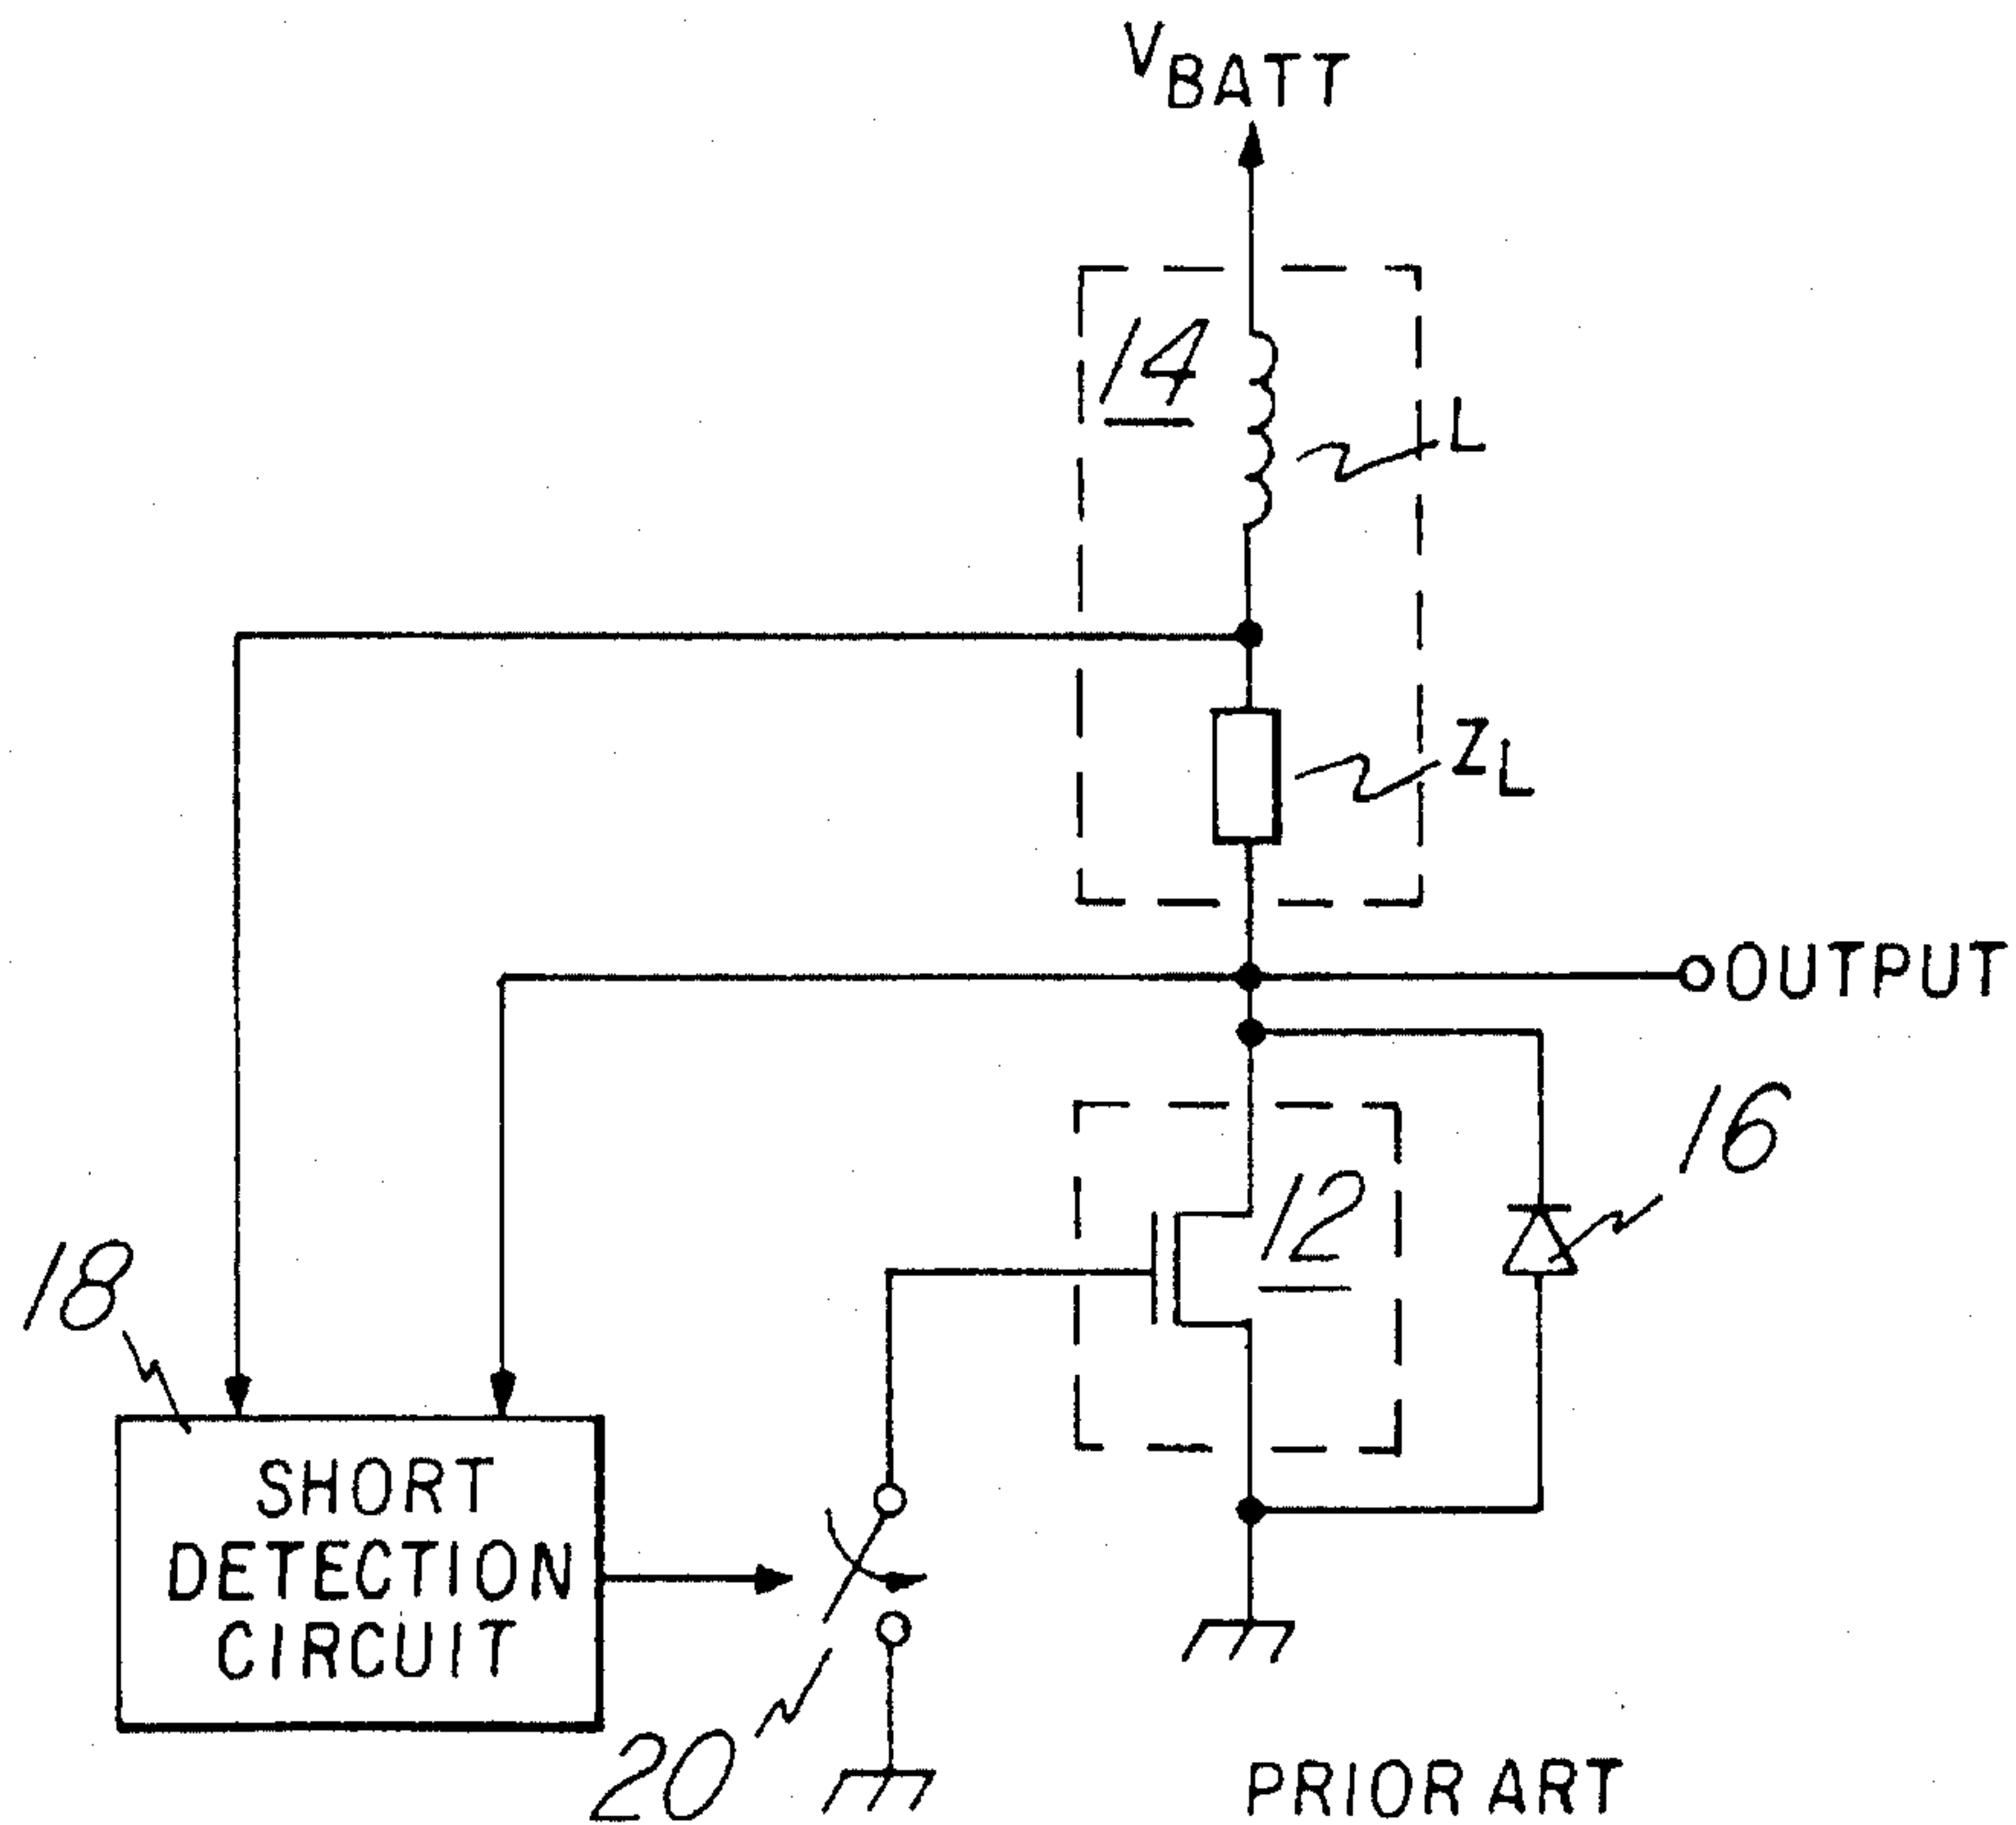 VBATT
14
L
ZL
OUTPUT
16
12
18
SHORT
DETECTION
CIRCUIT
20
PRIOR ART